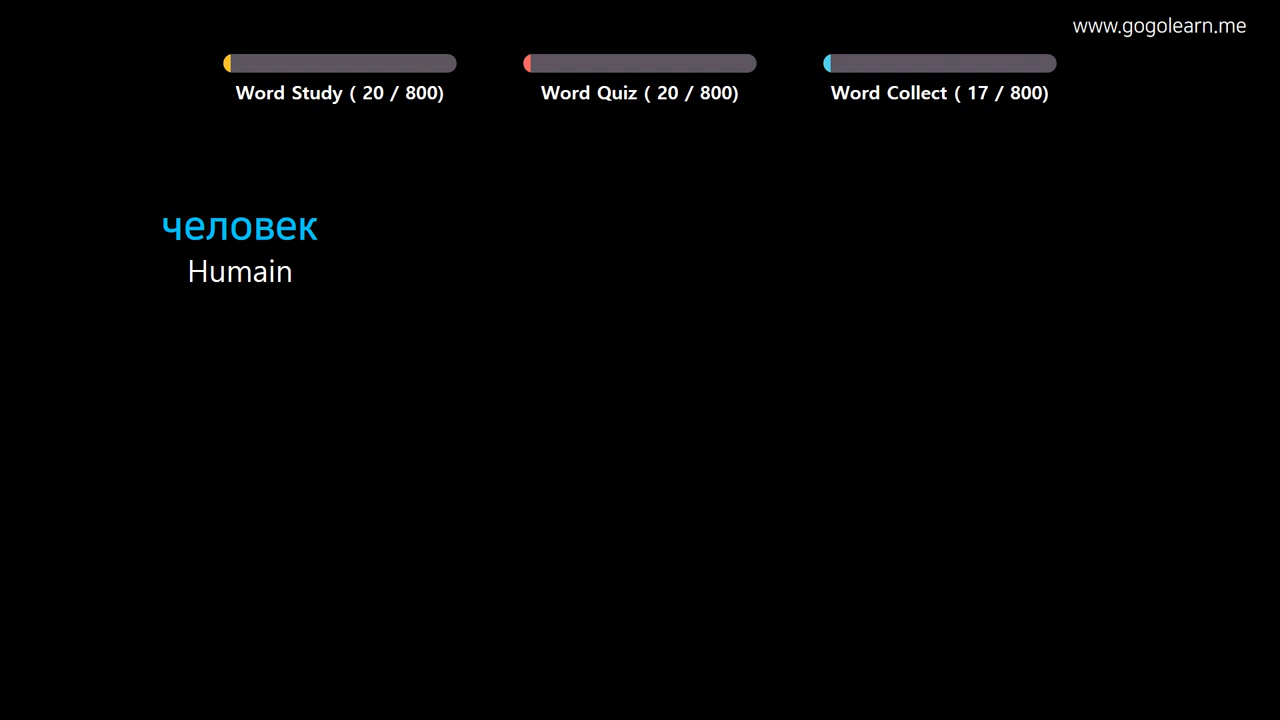 www.gogolearn.me
Word Study ( 20 / 800)
Word Quiz ( 20 / 800)
Word Collect ( 17 / 800)
человек
Humain